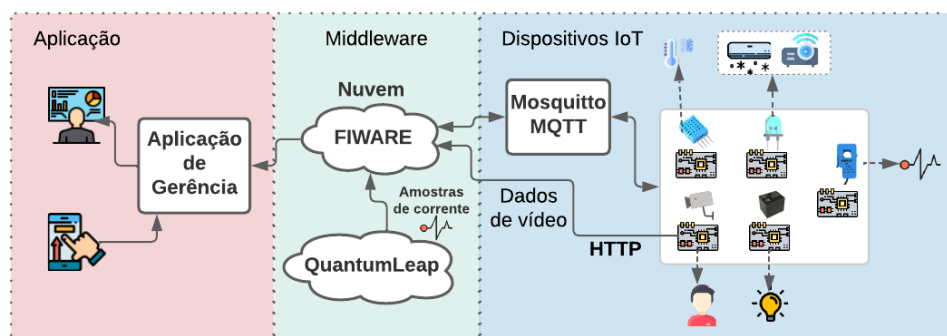 Aplicação
Middleware
Dispositivos IoT
Nuvem
FIWARE
Mosquitto
MQTT
Aplicação
de
Gerência
Amostras
de corrente
Dados
de vídeo
HTTP
QuantumLeap